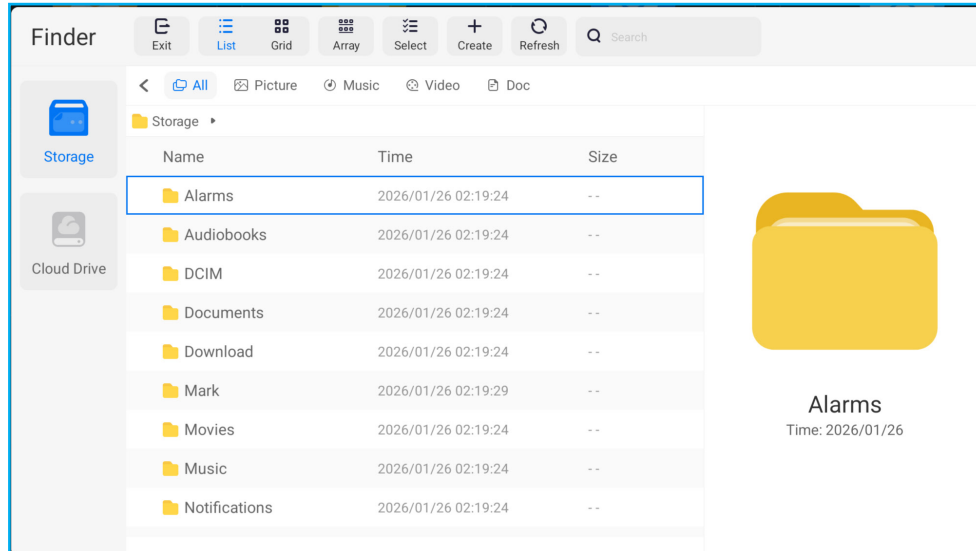 Finder
Exit List Grid Array Select Create Refresh Search
All Picture Music Video Doc
Storage
Storage
Cloud Drive
Name Time Size
Alarms 2026/01/26 02:19:24 - -
Audiobooks 2026/01/26 02:19:24 - -
DCIM 2026/01/26 02:19:24 - -
Documents 2026/01/26 02:19:24 - -
Download 2026/01/26 02:19:24 - -
Mark 2026/01/26 02:19:29 - -
Movies 2026/01/26 02:19:24 - -
Music 2026/01/26 02:19:24 - -
Notifications 2026/01/26 02:19:24 - -
Alarms
Time: 2026/01/26